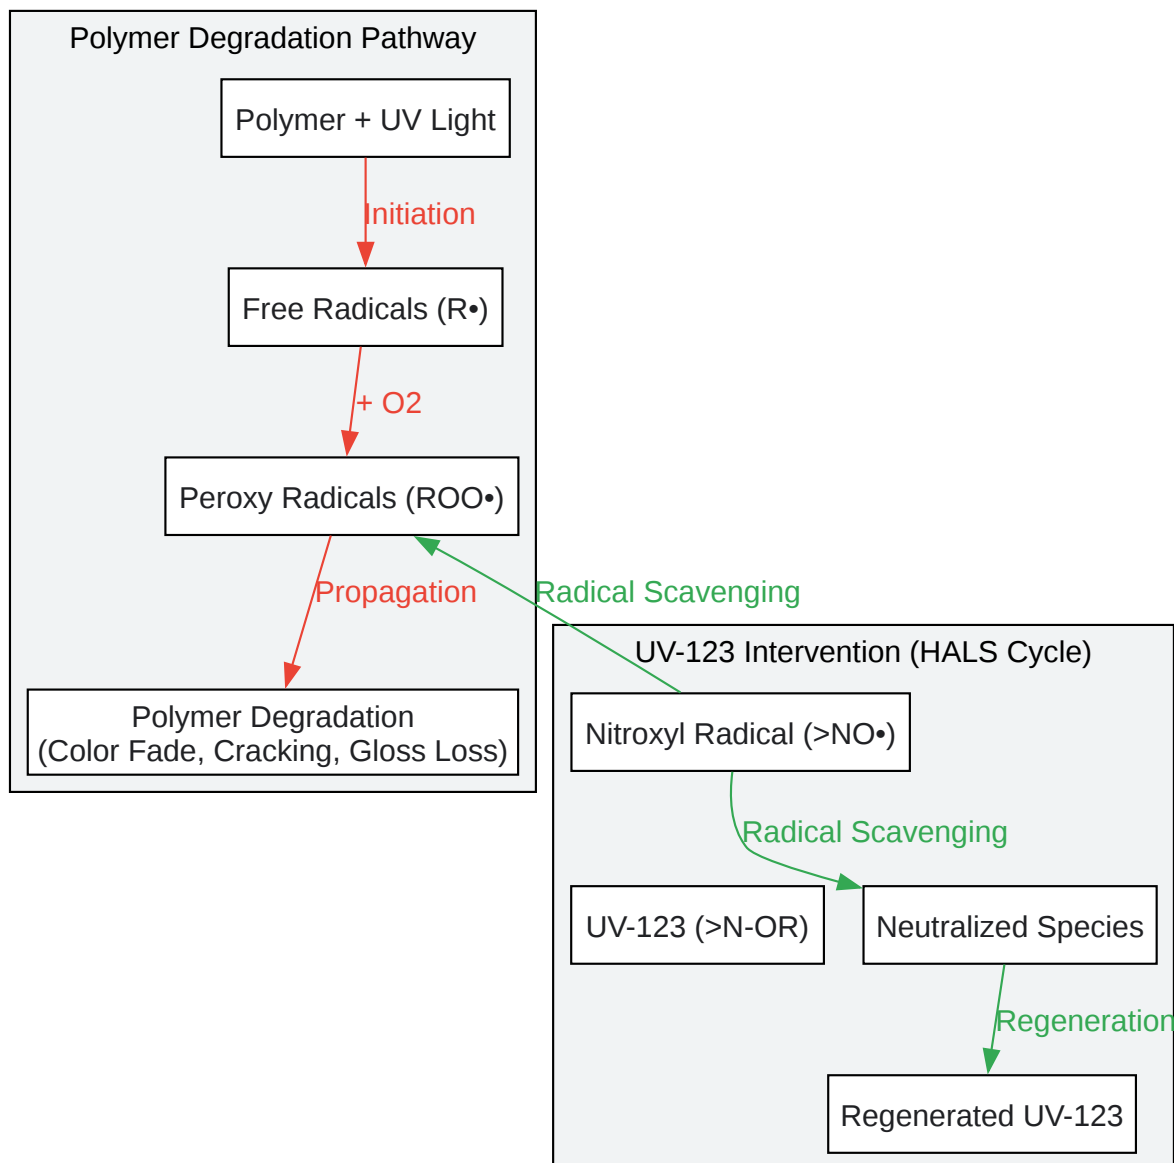 Polymer Degradation Pathway
Polymer + UV Light
Initiation
Free Radicals (R•)
+ O2
Peroxy Radicals (ROO•)
Propagation
Radical Scavenging
Polymer Degradation
(Color Fade, Cracking, Gloss Loss)
UV-123 Intervention (HALS Cycle)
Nitroxyl Radical (>NO•)
Radical Scavenging
UV-123 (>N-OR)
Neutralized Species
Regeneration
Regenerated UV-123